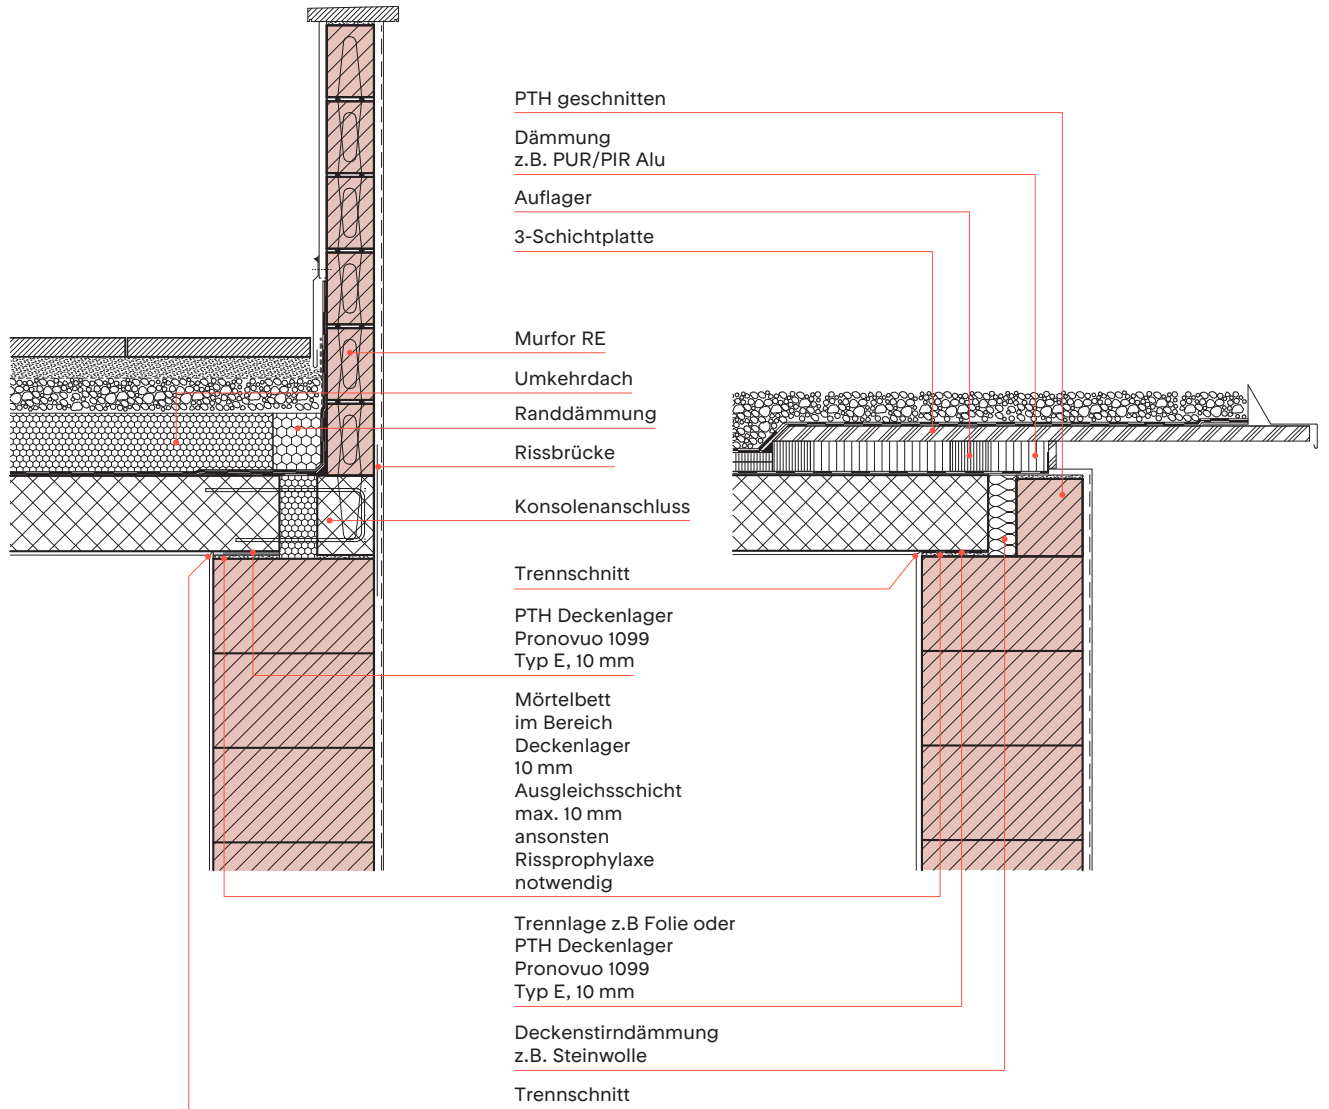 PTH geschnitten
Dämmung
z.B. PUR/PIR Alu
Auflager
3-Schichtplatte
Murfor RE
Umkehrdach
Randdämmung
Rissbrücke
Konsolenanschluss
Trennschnitt
PTH Deckenlager
Pronovuo 1099
Typ E, 10 mm
Mörtelbett
im Bereich
Deckenlager
10 mm
Ausgleichsschicht
max. 10 mm
ansonsten
Rissprophylaxe
notwendig
Trennlage z.B Folie oder
PTH Deckenlager
Pronovuo 1099
Typ E, 10 mm
Deckenstirndämmung
z.B. Steinwolle
Trennschnitt